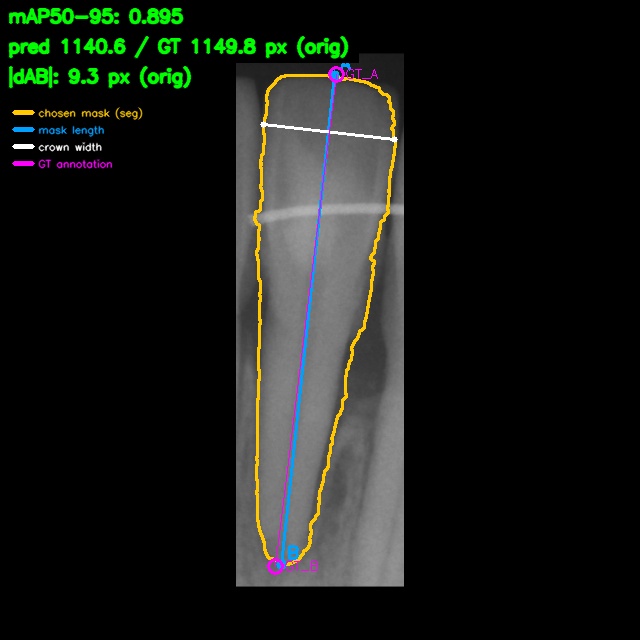 mAP50-95: 0.895
pred 1140.6 / GT 1149.8 px (orig)
|dAB|: 9.3 px (orig)
chosen mask (seg)
mask length
crown width
GT annotation
GT_A